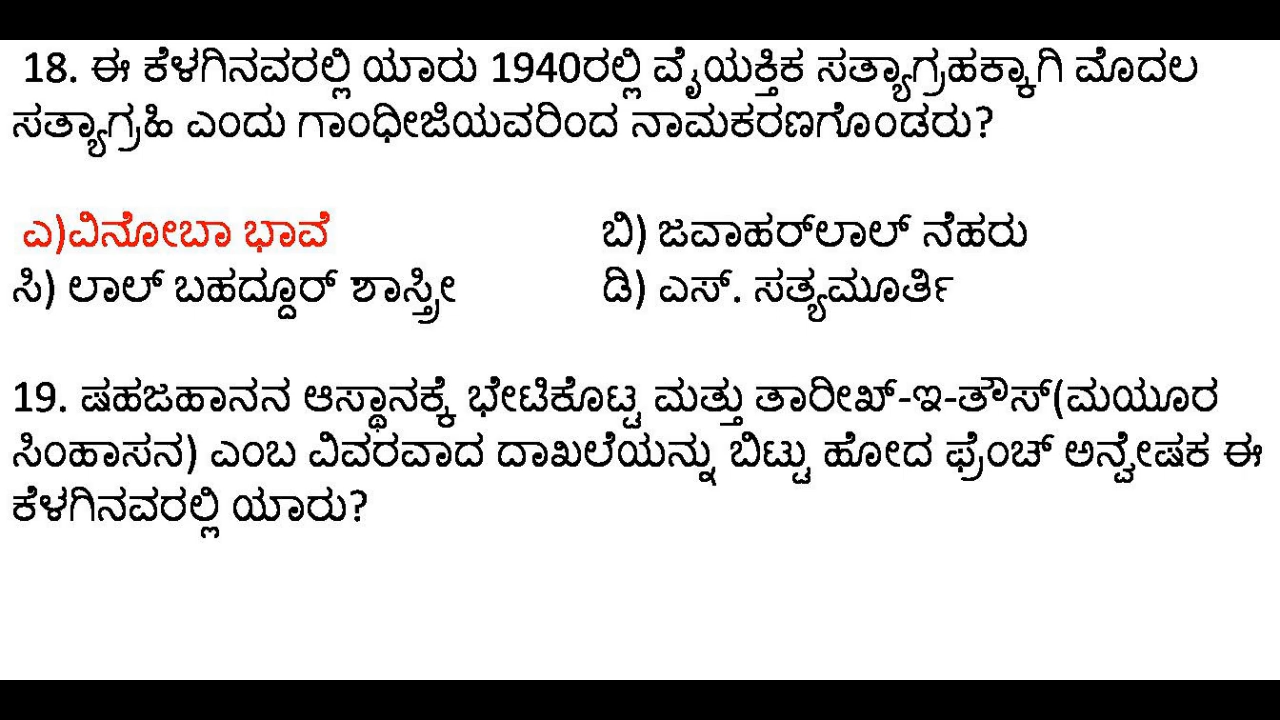 18. ಈ ಕೆಳಗಿನವರಲ್ಲಿ ಯಾರು 1940ರಲ್ಲಿ ವೈಯಕ್ತಿಕ ಸತ್ಯಾಗ್ರಹಕ್ಕಾಗಿ ಮೊದಲ
ಸತ್ಯಾಗ್ರಹಿ ಎಂದು ಗಾಂಧೀಜಿಯವರಿಂದ ನಾಮಕರಣಗೊಂಡರು?
ಎ)ವಿನೋಬಾ ಭಾವೆ ಬಿ) ಜವಾಹರ್‌ಲಾಲ್ ನೆಹರು
ಸಿ) ಲಾಲ್ ಬಹದ್ದೂರ್ ಶಾಸ್ತ್ರೀ ಡಿ) ಎಸ್. ಸತ್ಯಮೂರ್ತಿ
19. ಷಹಜಹಾನನ ಆಸ್ಥಾನಕ್ಕೆ ಭೇಟಿಕೊಟ್ಟ ಮತ್ತು ತಾರೀಖ್-ಇ-ತೌಸ್(ಮಯೂರ
ಸಿಂಹಾಸನ) ಎಂಬ ವಿವರವಾದ ದಾಖಲೆಯನ್ನು ಬಿಟ್ಟು ಹೋದ ಫ್ರೆಂಚ್ ಅನ್ವೇಷಕ ಈ
ಕೆಳಗಿನವರಲ್ಲಿ ಯಾರು?